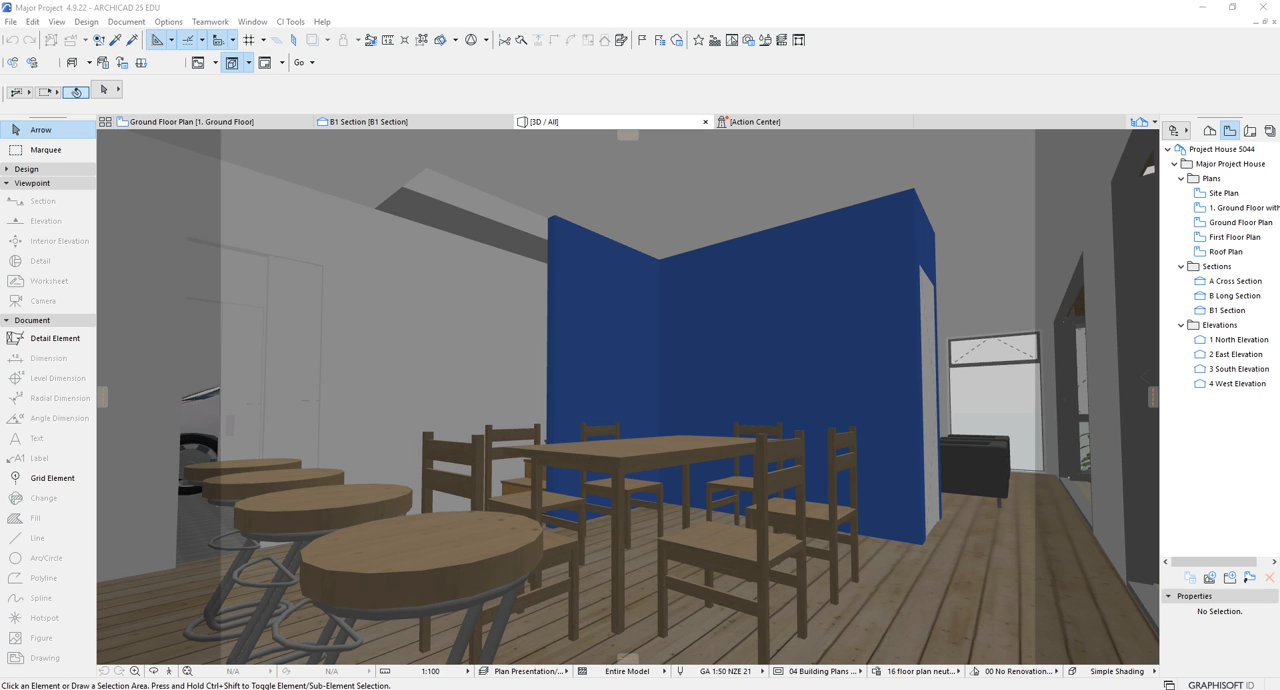 Major Project 4.9.22 - ARCHICAD 25 EDU
File Edit View Design Document Options Teamwork Window CI Tools Help
Go
Ground Floor Plan [1. Ground Floor]
B1 Section [B1 Section]
[3D / All]
[Action Center]
Arrow
Marquee
Design
Viewpoint
Section
Elevation
Interior Elevation
Detail
Worksheet
Camera
Document
Detail Element
Dimension
Level Dimension
Radial Dimension
Angle Dimension
A Text
A1 Label
Grid Element
Change
Fill
Line
Arc/Circle
Polyline
Spline
Hotspot
Figure
Drawing
Project House 5044
Major Project House
Plans
Site Plan
1. Ground Floor with
Ground Floor Plan
First Floor Plan
Roof Plan
Sections
A Cross Section
B Long Section
B1 Section
Elevations
1 North Elevation
2 East Elevation
3 South Elevation
4 West Elevation
Properties
No Selection.
N/A N/A 1:100 Plan Presentation/... Entire Model GA 1:50 NZE 21 04 Building Plans ... 16 floor plan neut... 00 No Renovation... Simple Shading
Click an Element or Draw a Selection Area. Press and Hold Ctrl+Shift to Toggle Element/Sub-Element Selection.
GRAPHISOFT ID